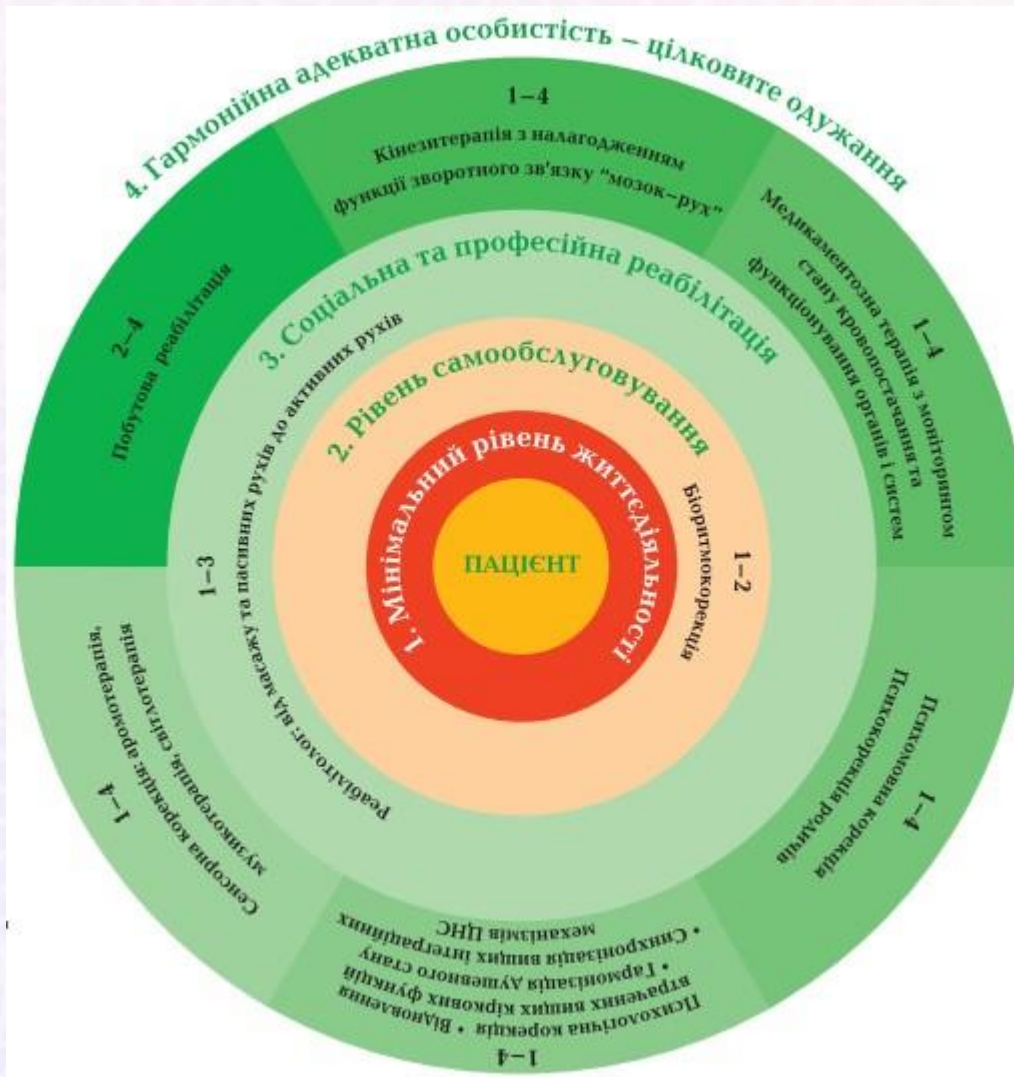 4. Гармонійна адекватна особистість – цілковите одужання
1–4
Кінезитерапія з налагодженням
функції зворотного зв'язку "мозок–рух"
1–4
Медикаментозна терапія з моніторингом
стану кровопостачання та
функціонування органів і систем
1–4
Психомовна корекція
Психокорекція родичів
1–4
Психологічна корекція • Відновлення
втрачених вищих кіркових функцій
• Гармонізація душевного стану
• Синхронізація вищих інтеграційних
механізмів ЦНС
1–4
Сенсорна корекція: аромотерапія,
музикотерапія, світлотерапія
2–4
Побутова реабілітація
3. Соціальна та професійна реабілітація
1–3
Реабілітолог: від масажу та пасивних рухів до активних рухів
2. Рівень самообслуговування
1–2
Біоритмокорекція
1. Мінімальний рівень життєдіяльності
ПАЦІЄНТ